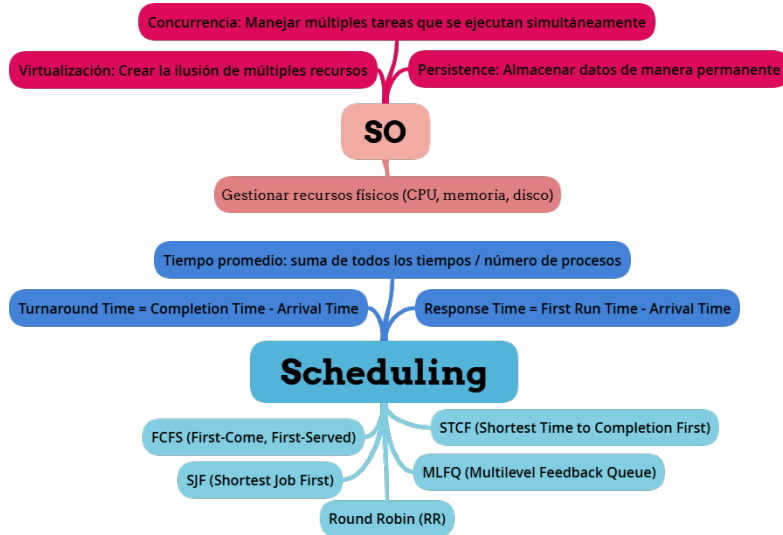 Concurrencia: Manejar múltiples tareas que se ejecutan simultáneamente
Virtualización: Crear la ilusión de múltiples recursos
Persistence: Almacenar datos de manera permanente
SO
Gestionar recursos físicos (CPU, memoria, disco)
Tiempo promedio: suma de todos los tiempos / número de procesos
Turnaround Time = Completion Time - Arrival Time
Response Time = First Run Time - Arrival Time
Scheduling
FCFS (First-Come, First-Served)
STCF (Shortest Time to Completion First)
SJF (Shortest Job First)
MLFQ (Multilevel Feedback Queue)
Round Robin (RR)